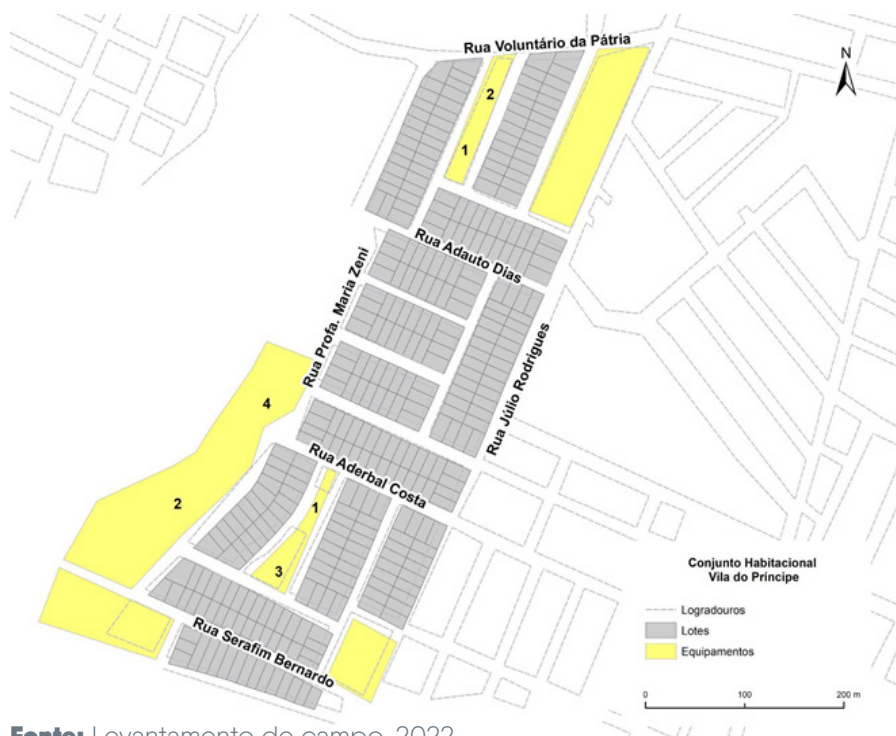 Rua Voluntário da Pátria
N
2
1
Rua Adauto Dias
Rua Profa. Maria Zeni
Rua Júlio Rodrigues
4
Rua Aderbal Costa
2
1
3
Rua Serafim Bernardo
Conjunto Habitacional
Vila do Príncipe
Logradouros
Lotes
Equipamentos
0 100 200 m
Fonte: Levantamento de campo, 2022